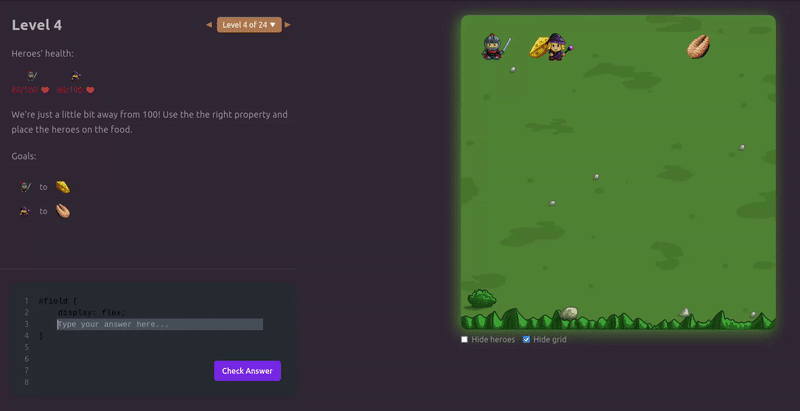 Level 4
◀ Level 4 of 24 ▼ ▶
Heroes' health:
We're just a little bit away from 100! Use the the right property and
place the heroes on the food.
Goals:
to
to
1 #field {
2 display: flex;
3 Type your answer here...
4 }
5
6
7
8
Check Answer
Hide heroes Hide grid